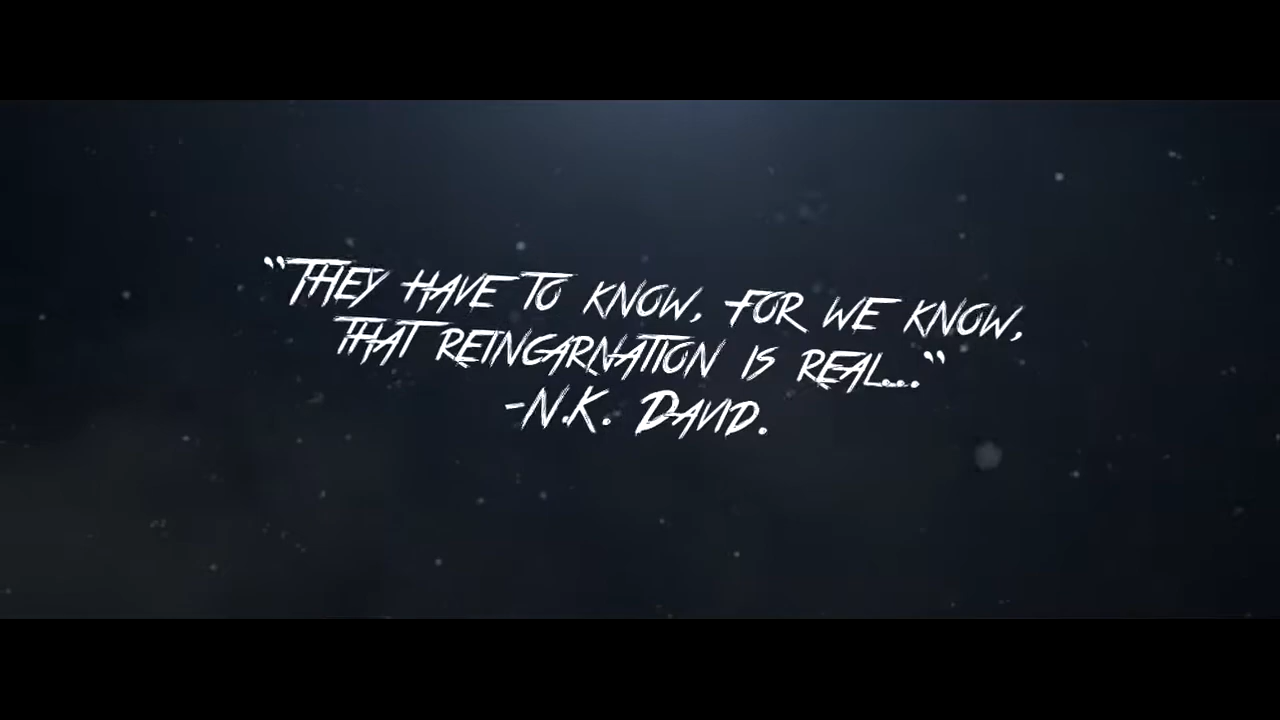 “They have to know, for we know,
that reincarnation is real...“
-N.K. David.